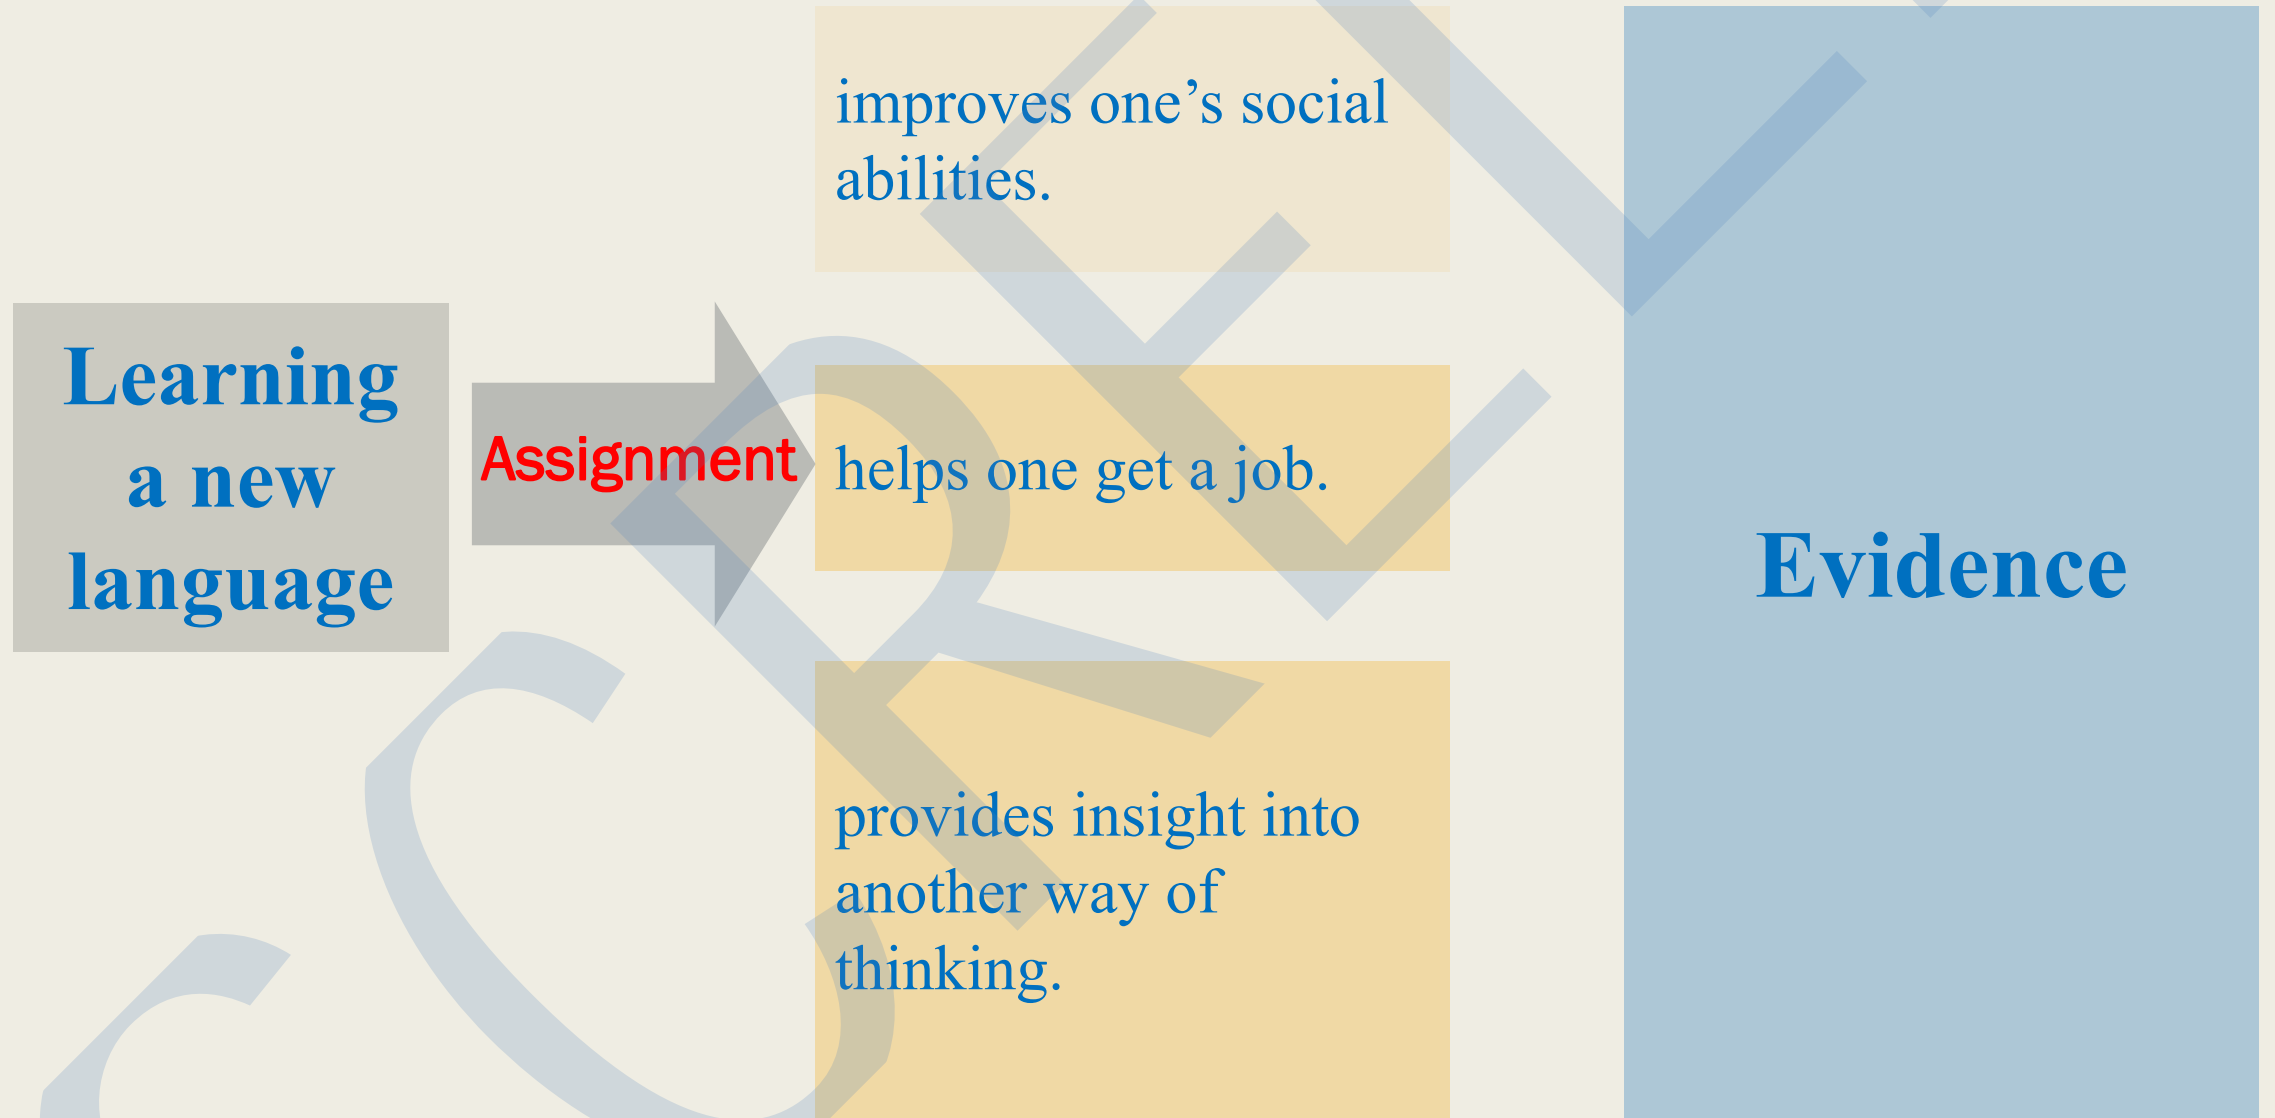 improves one’s social
abilities.
Learning
a new
language
Assignment
helps one get a job.
provides insight into
another way of
thinking.
Evidence